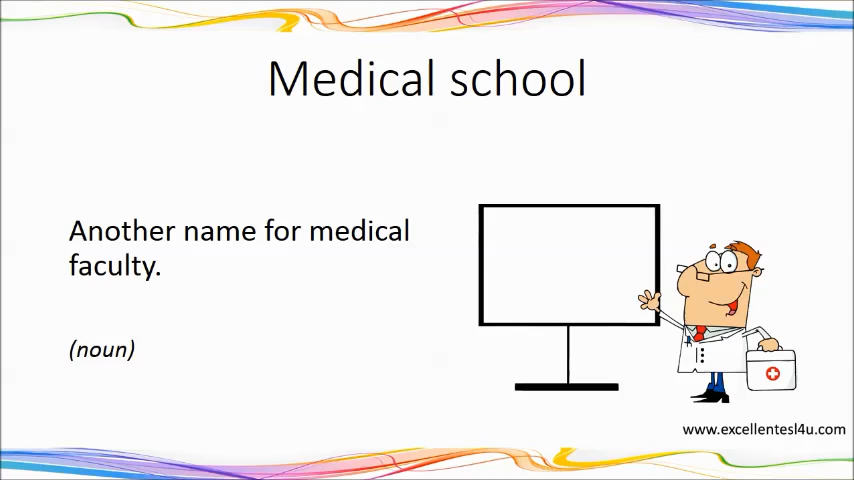 Medical school
Another name for medical
faculty.
(noun)
www.excellentesl4u.com